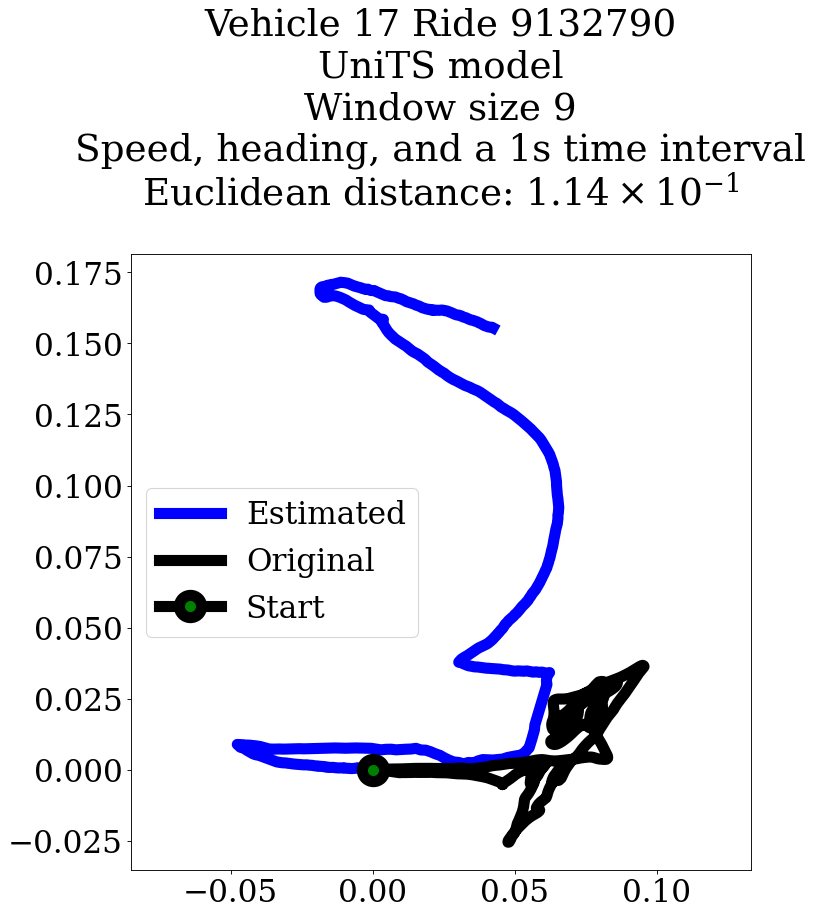 Vehicle 17 Ride 9132790
UniTS model
Window size 9
Speed, heading, and a 1s time interval
Euclidean distance: 1.14 × 10⁻¹
0.175
0.150
0.125
0.100
0.075
0.050
0.025
0.000
−0.025
Estimated
Original
Start
−0.05
0.00
0.05
0.10